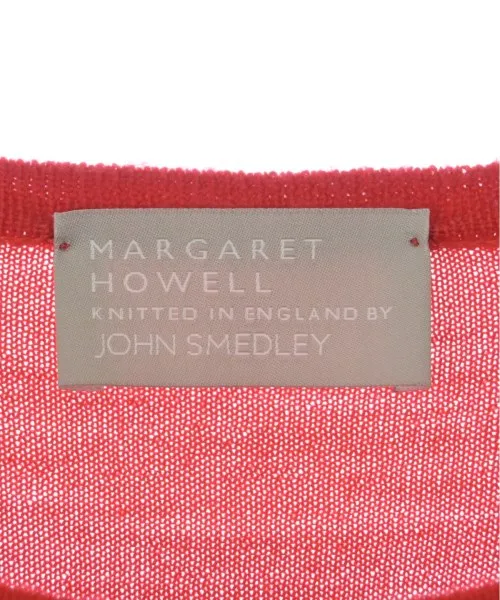 MARGARET
HOWELL
KNITTED IN ENGLAND BY
JOHN SMEDLEY